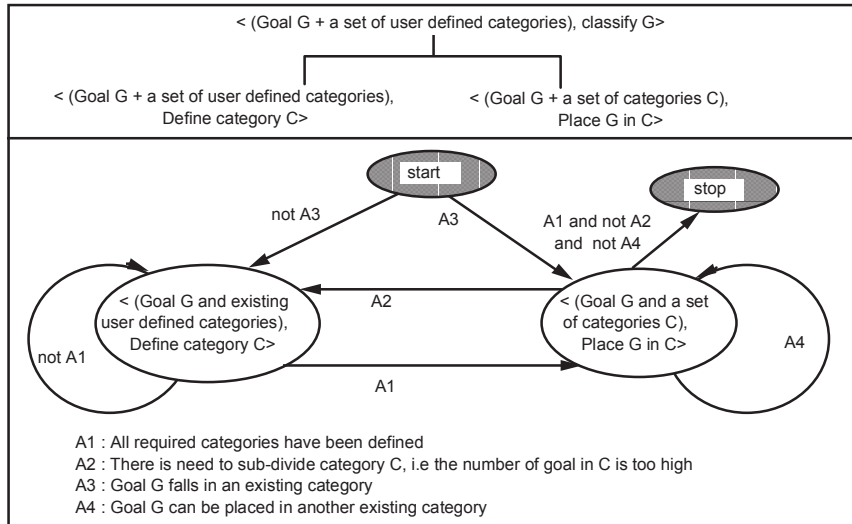 < (Goal G + a set of user defined categories), classify G>
< (Goal G + a set of user defined categories),
Define category C>
< (Goal G + a set of categories C),
Place G in C>
start
stop
not A3
A3
A1 and not A2
and not A4
< (Goal G and existing
user defined categories),
Define category C>
A2
< (Goal G and a set
of categories C),
Place G in C>
not A1
A4
A1
A1 : All required categories have been defined
A2 : There is need to sub-divide category C, i.e the number of goal in C is too high
A3 : Goal G falls in an existing category
A4 : Goal G can be placed in another existing category